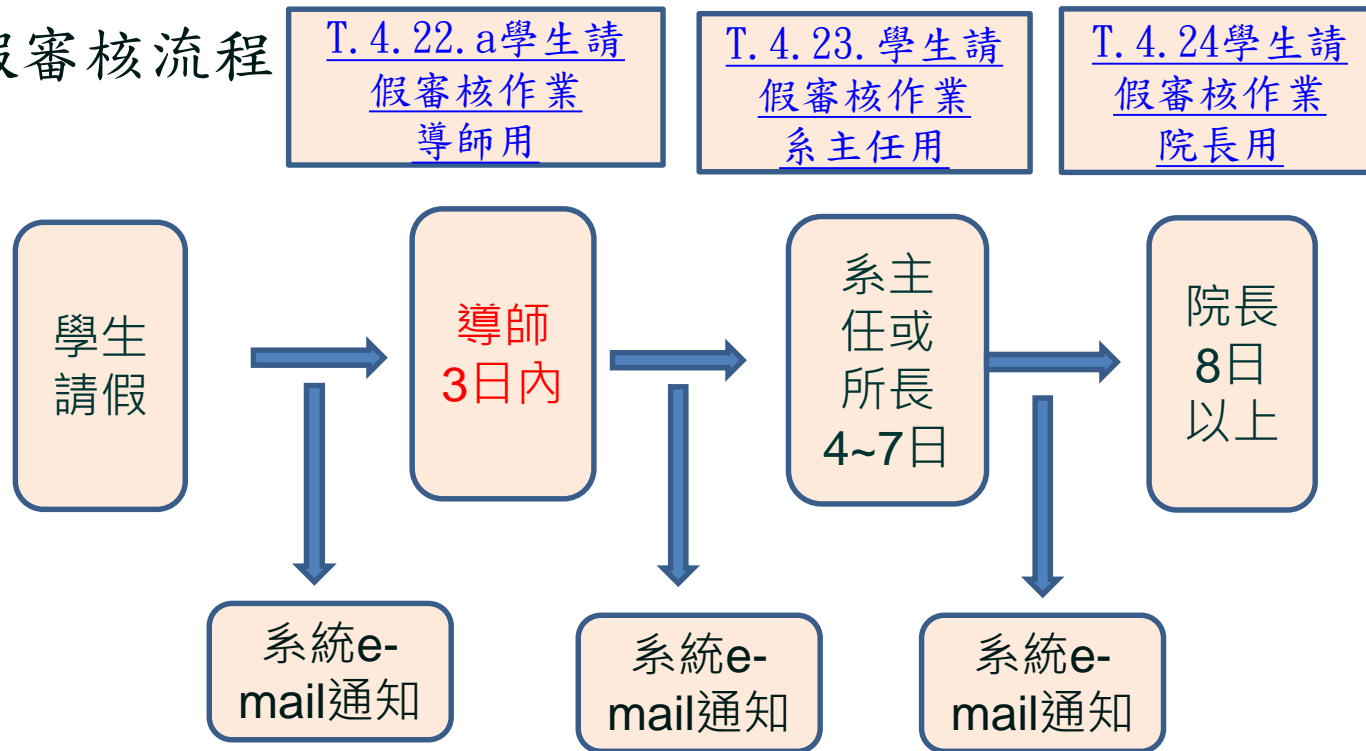 假審核流程
T.4.22.a學生請
假審核作業
導師用
T.4.23.學生請
假審核作業
系主任用
T.4.24學生請
假審核作業
院長用
學生
請假
導師
3日內
系主
任或
所長
4~7日
院長
8日
以上
系統e-
mail通知
系統e-
mail通知
系統e-
mail通知